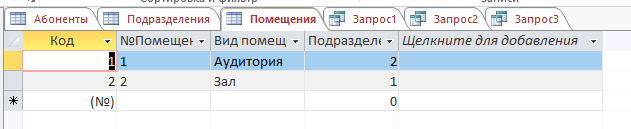 Абоненты Подразделения Помещения Запрос1 Запрос2 Запрос3
Код №Помещен Вид помещ Подразделе Щелкните для добавления
1 1 Аудитория 2
2 2 Зал 1
(№) 0